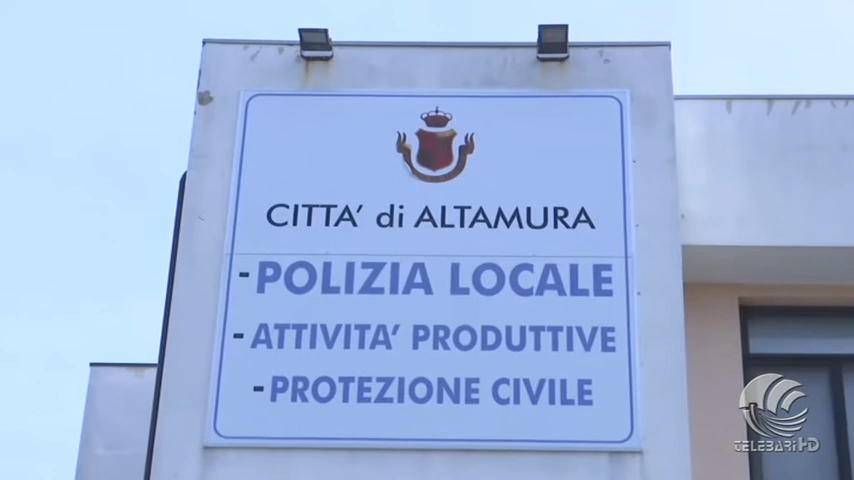 CITTA' di ALTAMURA
- POLIZIA LOCALE
- ATTIVITA' PRODUTTIVE
- PROTEZIONE CIVILE
TELEBARI HD